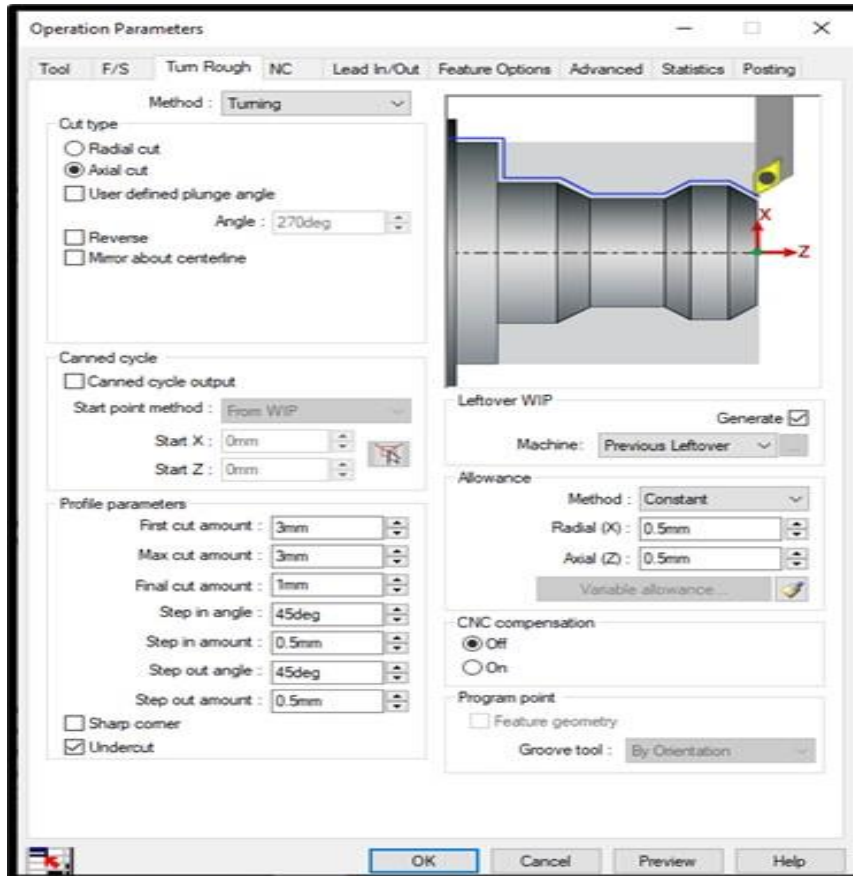 Operation Parameters
Tool F/S Turn Rough NC Lead In/Out Feature Options Advanced Statistics Posting
Method : Turning
Cut type
Radial cut
Axial cut
User defined plunge angle
Angle : 270deg
Reverse
Mirror about centerline
Canned cycle
Canned cycle output
Start point method : From WIP
Start X : 0mm
Start Z : 0mm
Profile parameters
First cut amount : 3mm
Max cut amount : 3mm
Final cut amount : 1mm
Step in angle : 45deg
Step in amount : 0.5mm
Step out angle : 45deg
Step out amount : 0.5mm
Sharp corner
Undercut
X
Z
Leftover WIP
Generate
Machine: Previous Leftover ...
Allowance
Method : Constant
Radial (X) : 0.5mm
Axial (Z) : 0.5mm
Variable allowance...
CNC compensation
Off
On
Program point
Feature geometry
Groove tool : By Orientation
OK Cancel Preview Help